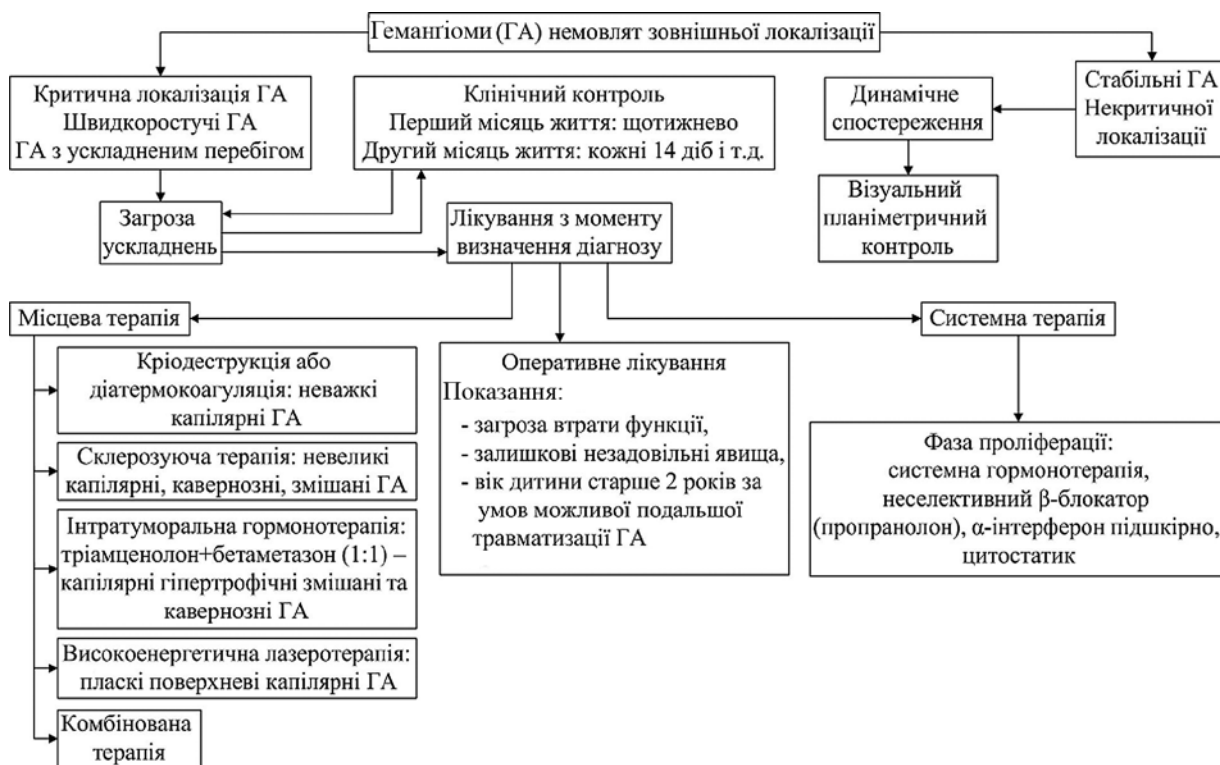 Гемангіоми (ГА) немовлят зовнішньої локалізації
Критична локалізація ГА
Швидкоростучі ГА
ГА з ускладненим перебігом
Клінічний контроль
Перший місяць життя: щотижнево
Другий місяць життя: кожні 14 діб і т.д.
Динамічне
спостереження
Стабільні ГА
Некритичної
локалізації
Візуальний
планіметричний
контроль
Загроза
ускладнень
Лікування з моменту
визначення діагнозу
Місцева терапія
Системна терапія
Кріодеструкція або
діатермокоагуляція: неважкі
капілярні ГА
Склерозуюча терапія: невеликі
капілярні, кавернозні, змішані ГА
Інтратуморальна гормонотерапія:
тріамценолон+бетаметазон (1:1) –
капілярні гіпертрофічні змішані та
кавернозні ГА
Високоенергетична лазеротерапія:
пласкі поверхневі капілярні ГА
Комбінована
терапія
Оперативне лікування
Показання:
- загроза втрати функції,
- залишкові незадовільні явища,
- вік дитини старше 2 років за
умов можливої подальшої
травматизації ГА
Фаза проліферації:
системна гормонотерапія,
неселективний β-блокатор
(пропранолон), α-інтерферон підшкірно,
цитостатик